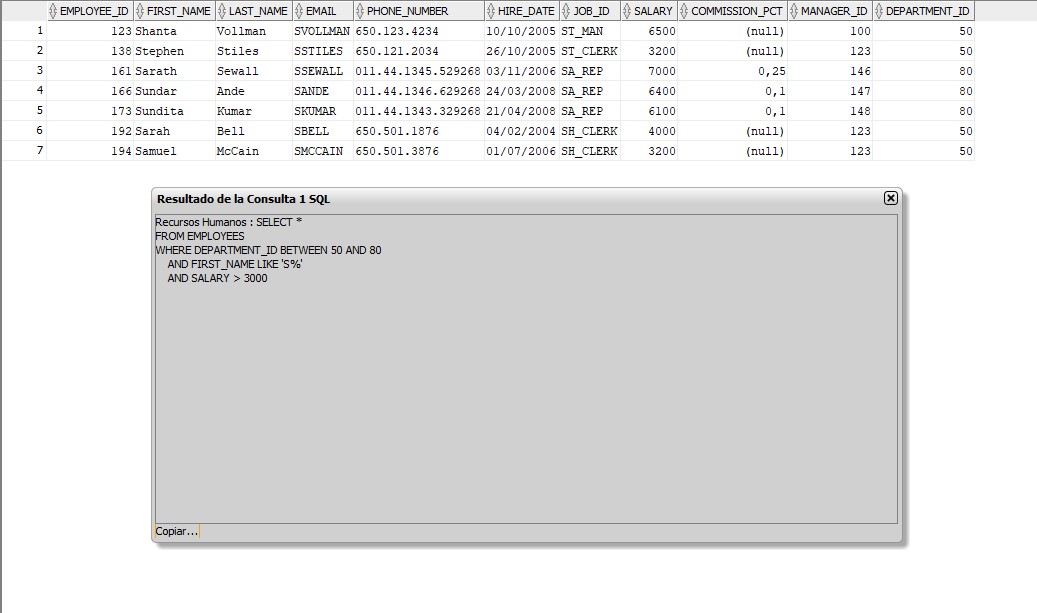 EMPLOYEE_ID FIRST_NAME LAST_NAME EMAIL PHONE_NUMBER HIRE_DATE JOB_ID SALARY COMMISSION_PCT MANAGER_ID DEPARTMENT_ID
1 123 Shanta Vollman SVOLLMAN 650.123.4234 10/10/2005 ST_MAN 6500 (null) 100 50
2 138 Stephen Stiles SSTILES 650.121.2034 26/10/2005 ST_CLERK 3200 (null) 123 50
3 161 Sarath Sewall SSEWALL 011.44.1345.529268 03/11/2006 SA_REP 7000 0,25 146 80
4 166 Sundar Ande SANDE 011.44.1346.629268 24/03/2008 SA_REP 6400 0,1 147 80
5 173 Sundita Kumar SKUMAR 011.44.1343.329268 21/04/2008 SA_REP 6100 0,1 148 80
6 192 Sarah Bell SBELL 650.501.1876 04/02/2004 SH_CLERK 4000 (null) 123 50
7 194 Samuel McCain SMCCAIN 650.501.3876 01/07/2006 SH_CLERK 3200 (null) 123 50
Resultado de la Consulta 1 SQL
Recursos Humanos : SELECT *
FROM EMPLOYEES
WHERE DEPARTMENT_ID BETWEEN 50 AND 80
AND FIRST_NAME LIKE 'S%'
AND SALARY > 3000
Copiar...